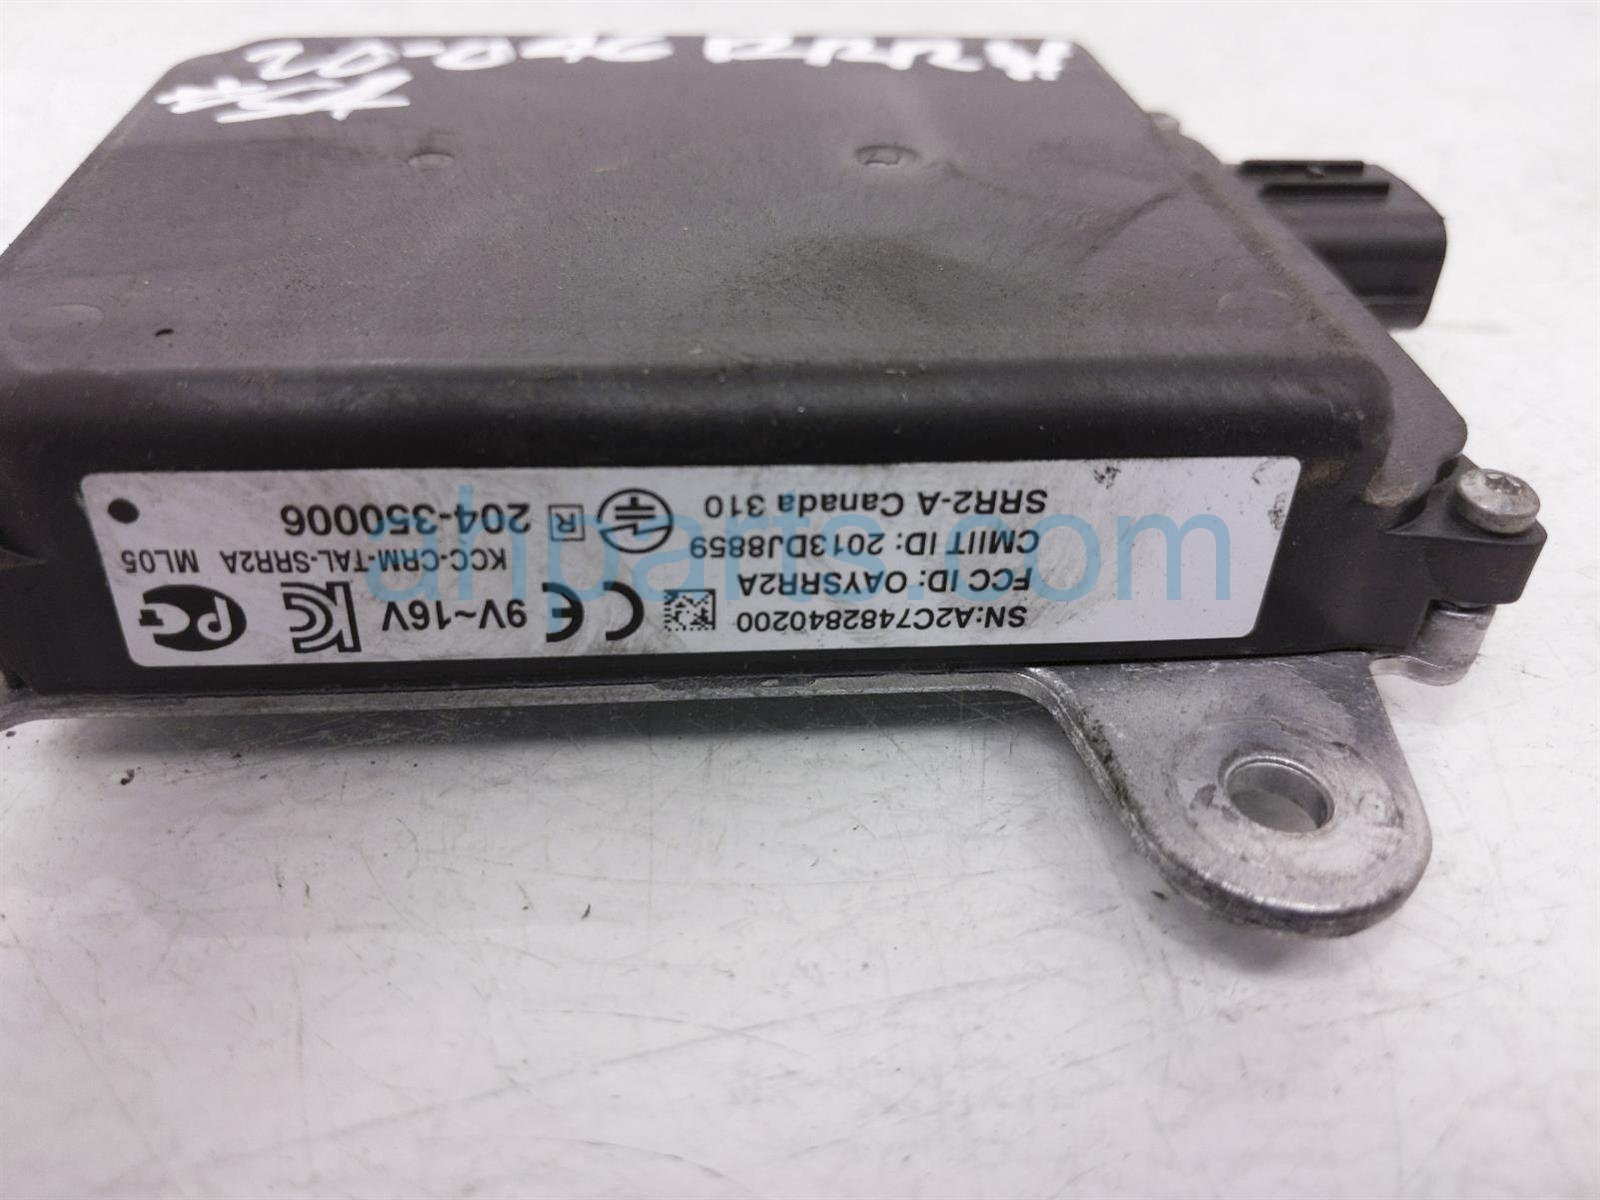 SN:A2C7482840200
FCC ID: OAYSRR2A
CMIIT ID: 2013DJ8859
SRR2-A Canada 310
CE 9V~16V
KCC-CRM-TAL-SRR2A ML05
R 204-350006
ahparts.com